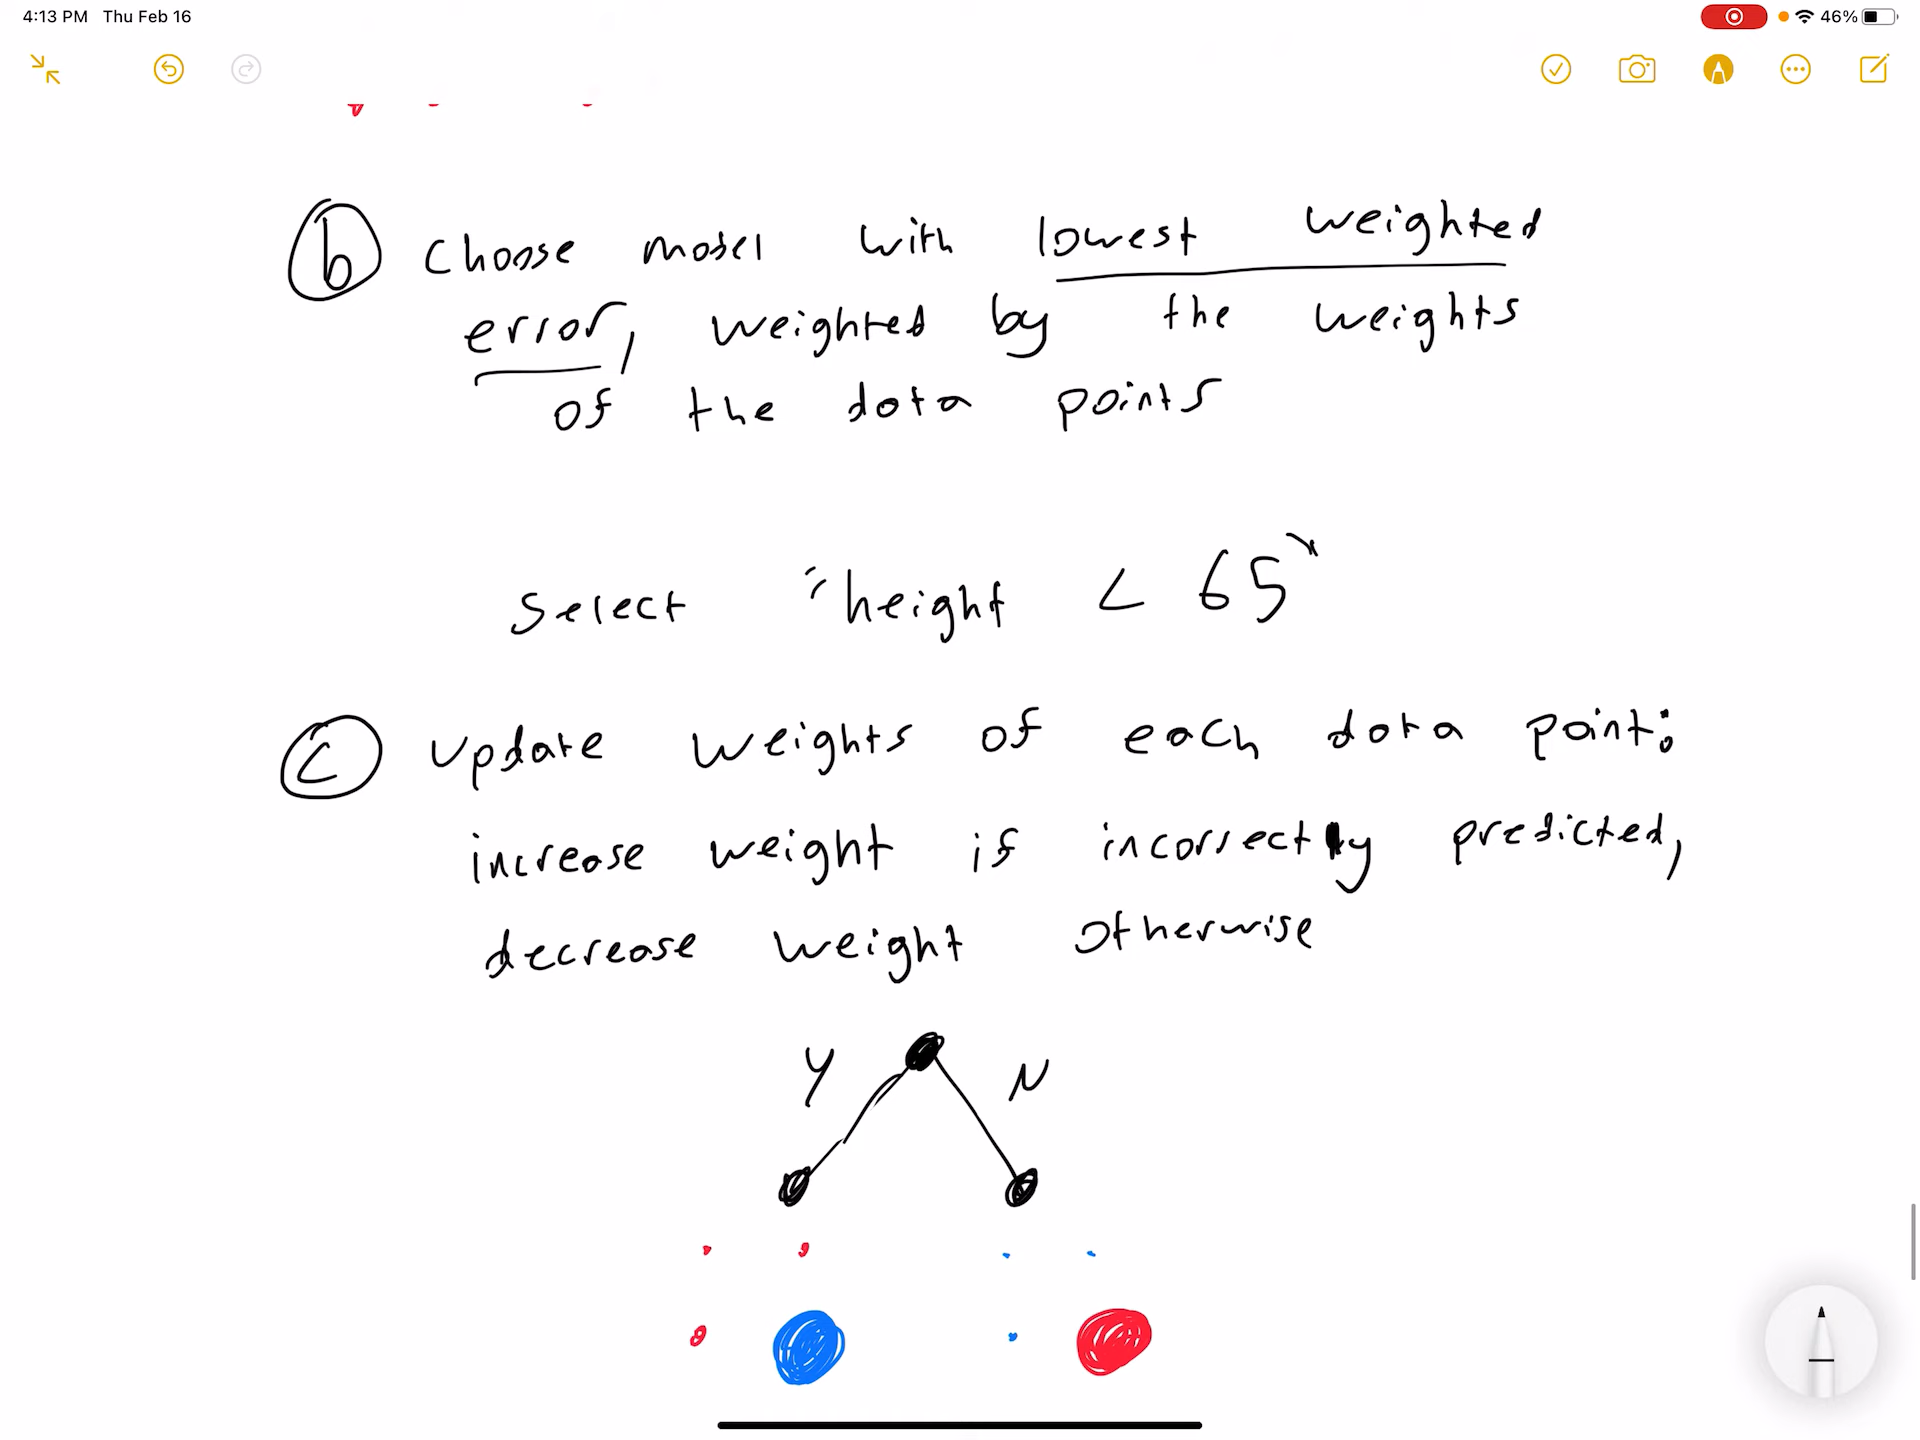 4:13 PM Thu Feb 16
46%
b choose model with lowest weighted
error, weighted by the weights
of the data points
select "height < 65"
c update weights of each data point:
increase weight if incorrectly predicted,
decrease weight otherwise
Y N